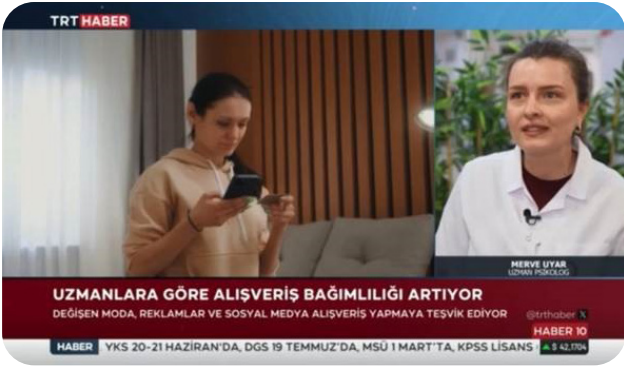 TRT HABER
MERVE UYAR
UZMAN PSİKOLOG
UZMANLARA GÖRE ALIŞVERİŞ BAĞIMLILIĞI ARTIYOR
DEĞİŞEN MODA, REKLAMLAR VE SOSYAL MEDYA ALIŞVERİŞ YAPMAYA TEŞVİK EDİYOR
@trthaber X
HABER 10
HABER YKS 20-21 HAZİRAN'DA, DGS 19 TEMMUZ'DA, MSÜ 1 MART'TA, KPSS LİSANS $ 42,1704